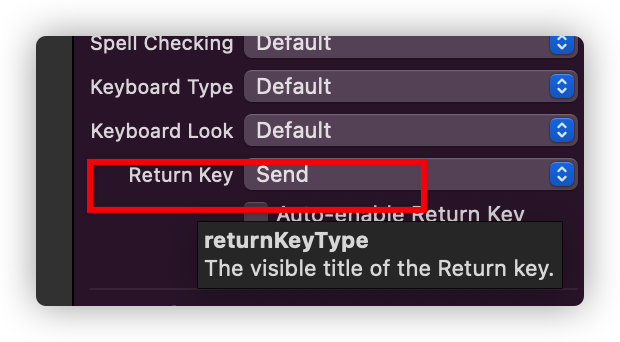 Spell Checking Default
Keyboard Type Default
Keyboard Look Default
Return Key Send
Auto-enable Return Key
returnKeyType
The visible title of the Return key.